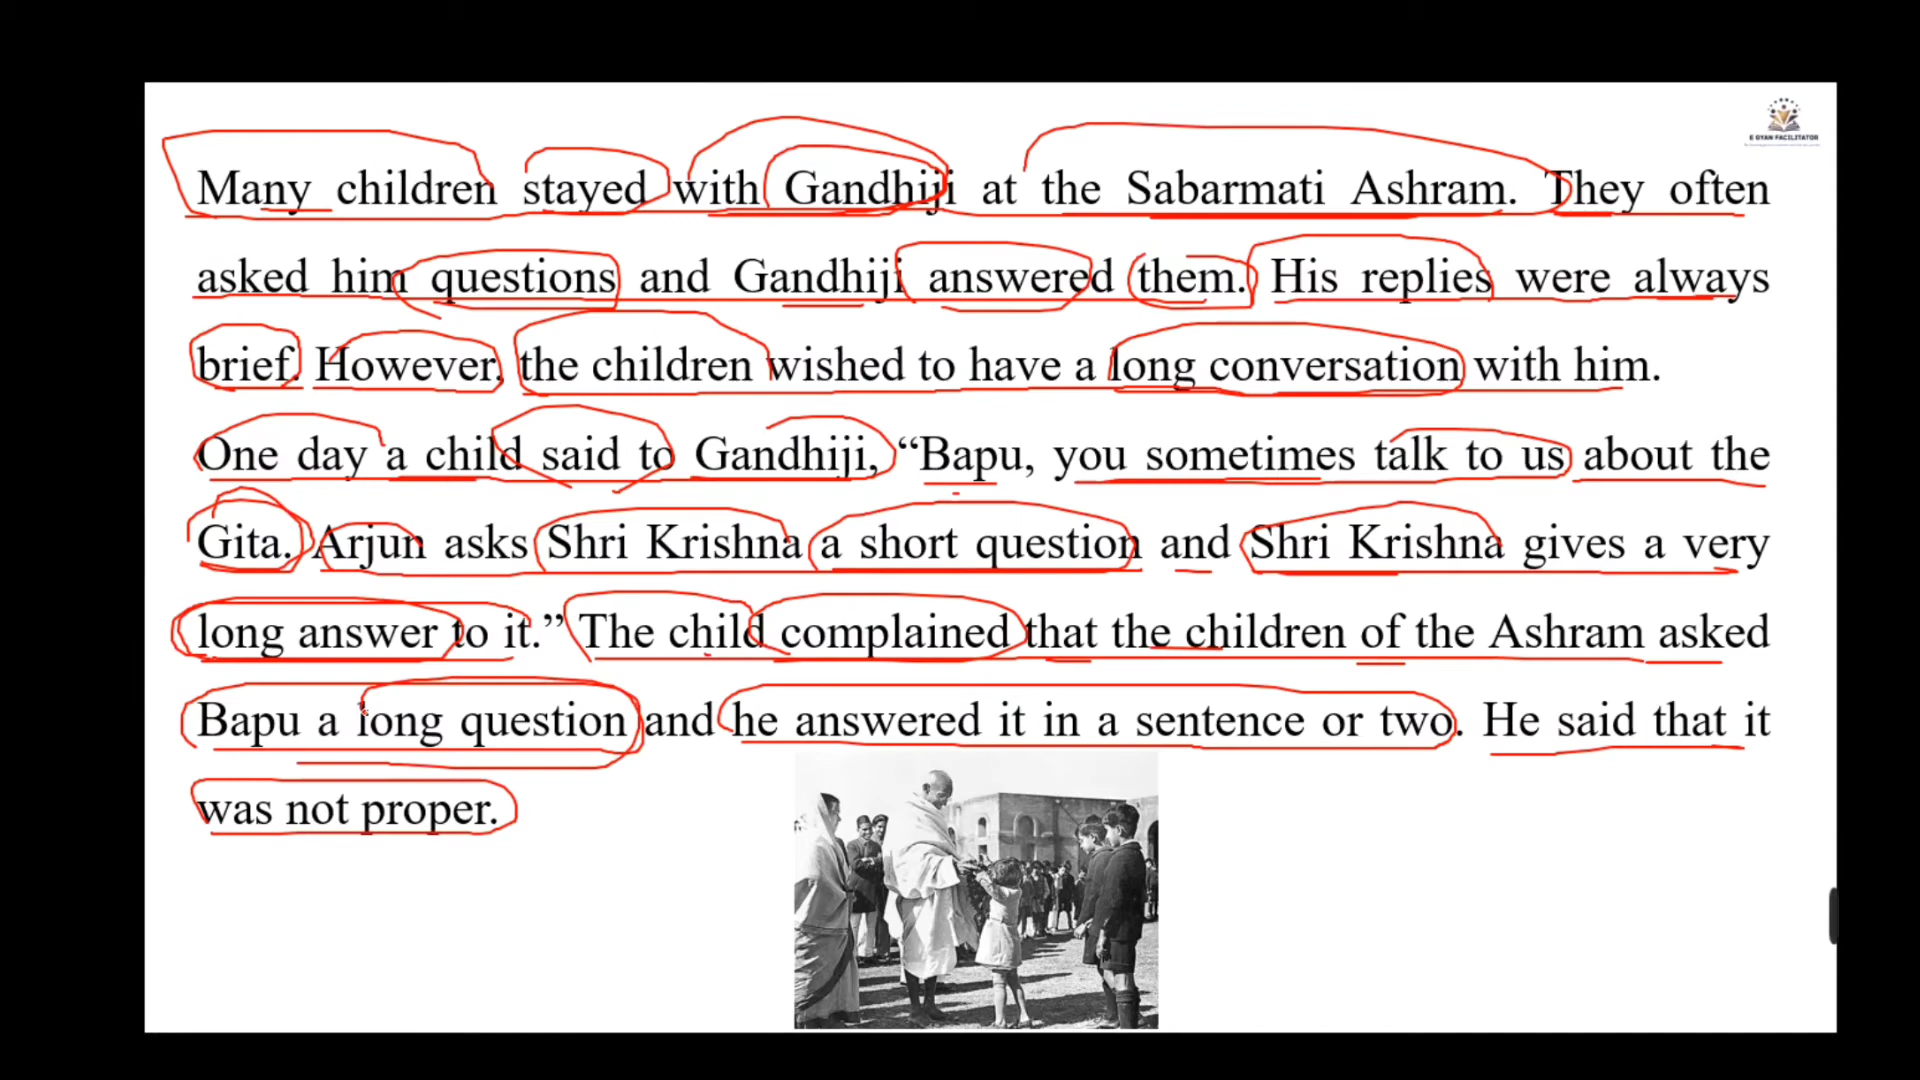 E GYAN FACILITATOR
Many children stayed with Gandhiji at the Sabarmati Ashram. They often
asked him questions and Gandhiji answered them. His replies were always
brief. However, the children wished to have a long conversation with him.
One day a child said to Gandhiji, “Bapu, you sometimes talk to us about the
Gita. Arjun asks Shri Krishna a short question and Shri Krishna gives a very
long answer to it.” The child complained that the children of the Ashram asked
Bapu a long question and he answered it in a sentence or two. He said that it
was not proper.